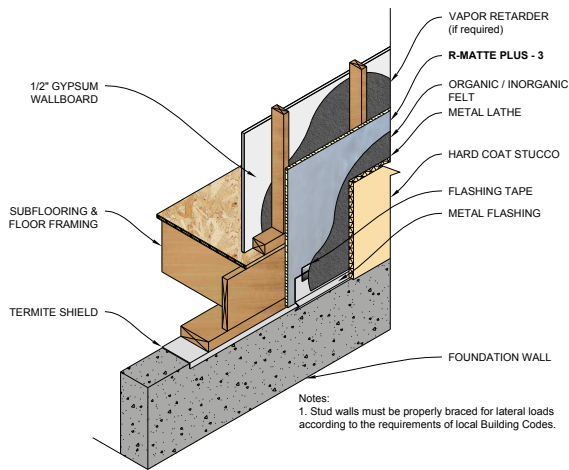 VAPOR RETARDER
(if required)
R-MATTE PLUS - 3
1/2" GYPSUM
WALLBOARD
ORGANIC / INORGANIC
FELT
METAL LATHE
HARD COAT STUCCO
FLASHING TAPE
SUBFLOORING &
FLOOR FRAMING
METAL FLASHING
TERMITE SHIELD
FOUNDATION WALL
Notes:
1. Stud walls must be properly braced for lateral loads
according to the requirements of local Building Codes.